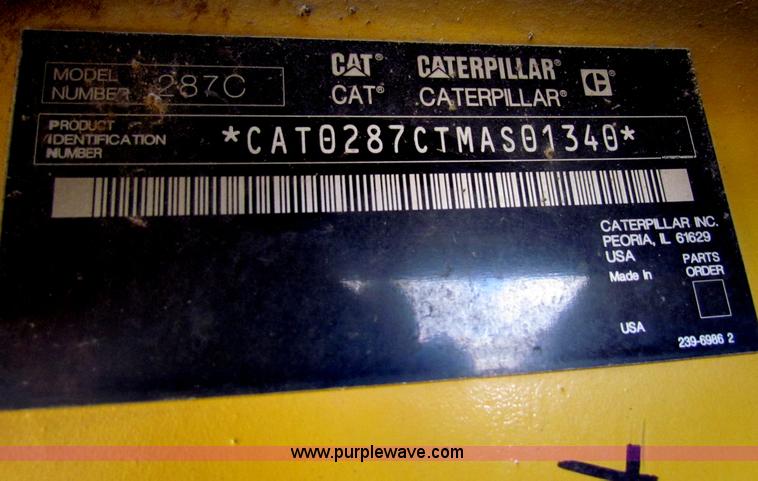 MODEL NUMBER 287C
CAT® CATERPILLAR® C
CAT® CATERPILLAR®
PRODUCT
IDENTIFICATION
NUMBER
*CAT0287CTMAS01340*
CATERPILLAR INC.
PEORIA, IL 61629
USA
Made in
PARTS
ORDER
USA
239-6986 2
www.purplewave.com